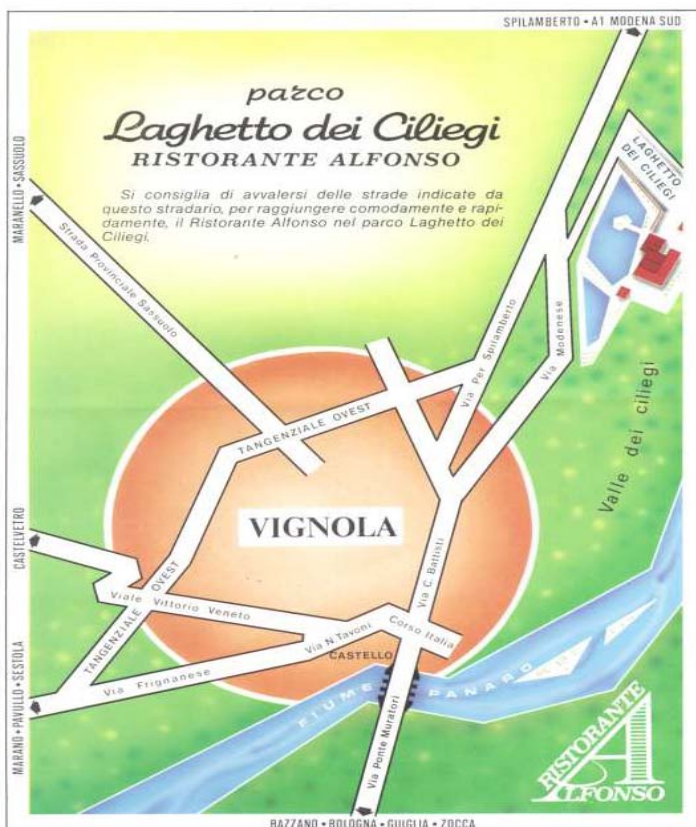 SPILAMBERTO • A1 MODENA SUD
parco
Laghetto dei Ciliegi
RISTORANTE ALFONSO
Si consiglia di avvalersi delle strade indicate da
questo stradario, per raggiungere comodamente e rapi-
damente, il Ristorante Alfonso nel parco Laghetto dei
Ciliegi.
LAGHETTO
DEI CILIEGI
MARANELLO • SASSUOLO
Strada Provinciale Sassuolo
Via Per Spilamberto
Via Modenese
TANGENZIALE OVEST
Valle dei ciliegi
VIGNOLA
CASTELVETRO
Via C. Battisti
TANGENZIALE OVEST
Viale Vittorio Veneto
Via N. Tavoni
Corso Italia
CASTELLO
Via Frignanese
MARANO • PAVULLO • SESTOLA
FIUME PANARO
Via Ponte Muratori
RISTORANTE
ALFONSO
BAZZANO • BOLOGNA • GUIGLIA • ZOCCA